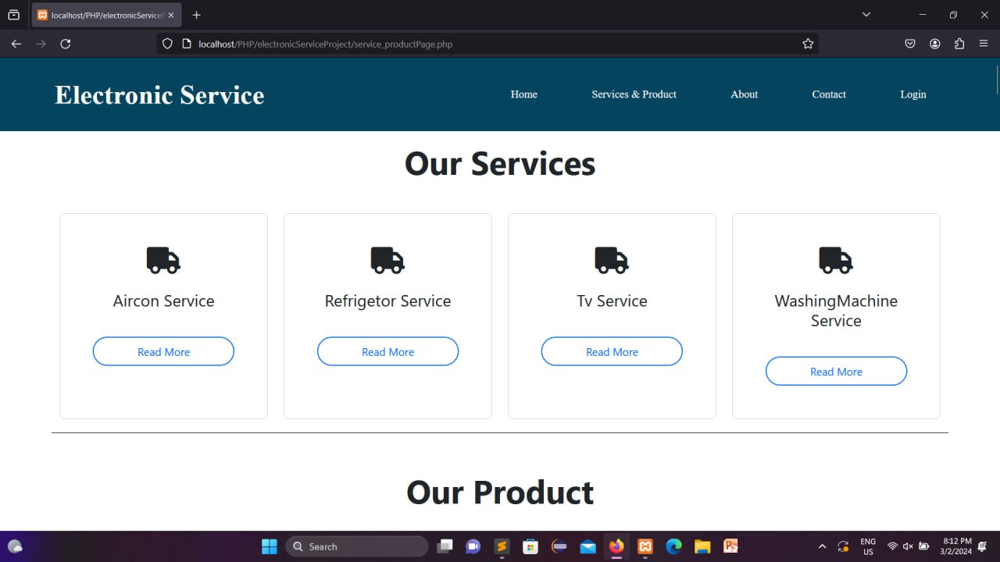 localhost/PHP/electronicServiceP
localhost/PHP/electronicServiceProject/service_productPage.php
Electronic Service
Home
Services & Product
About
Contact
Login
Our Services
Aircon Service
Refrigetor Service
Tv Service
WashingMachine
Service
Read More
Read More
Read More
Read More
Our Product
Search
ENG
US
8:12 PM
3/2/2024